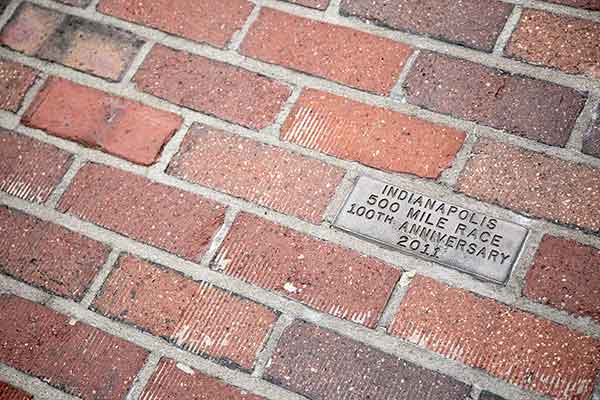 INDIANAPOLIS
500 MILE RACE
100TH ANNIVERSARY
2011